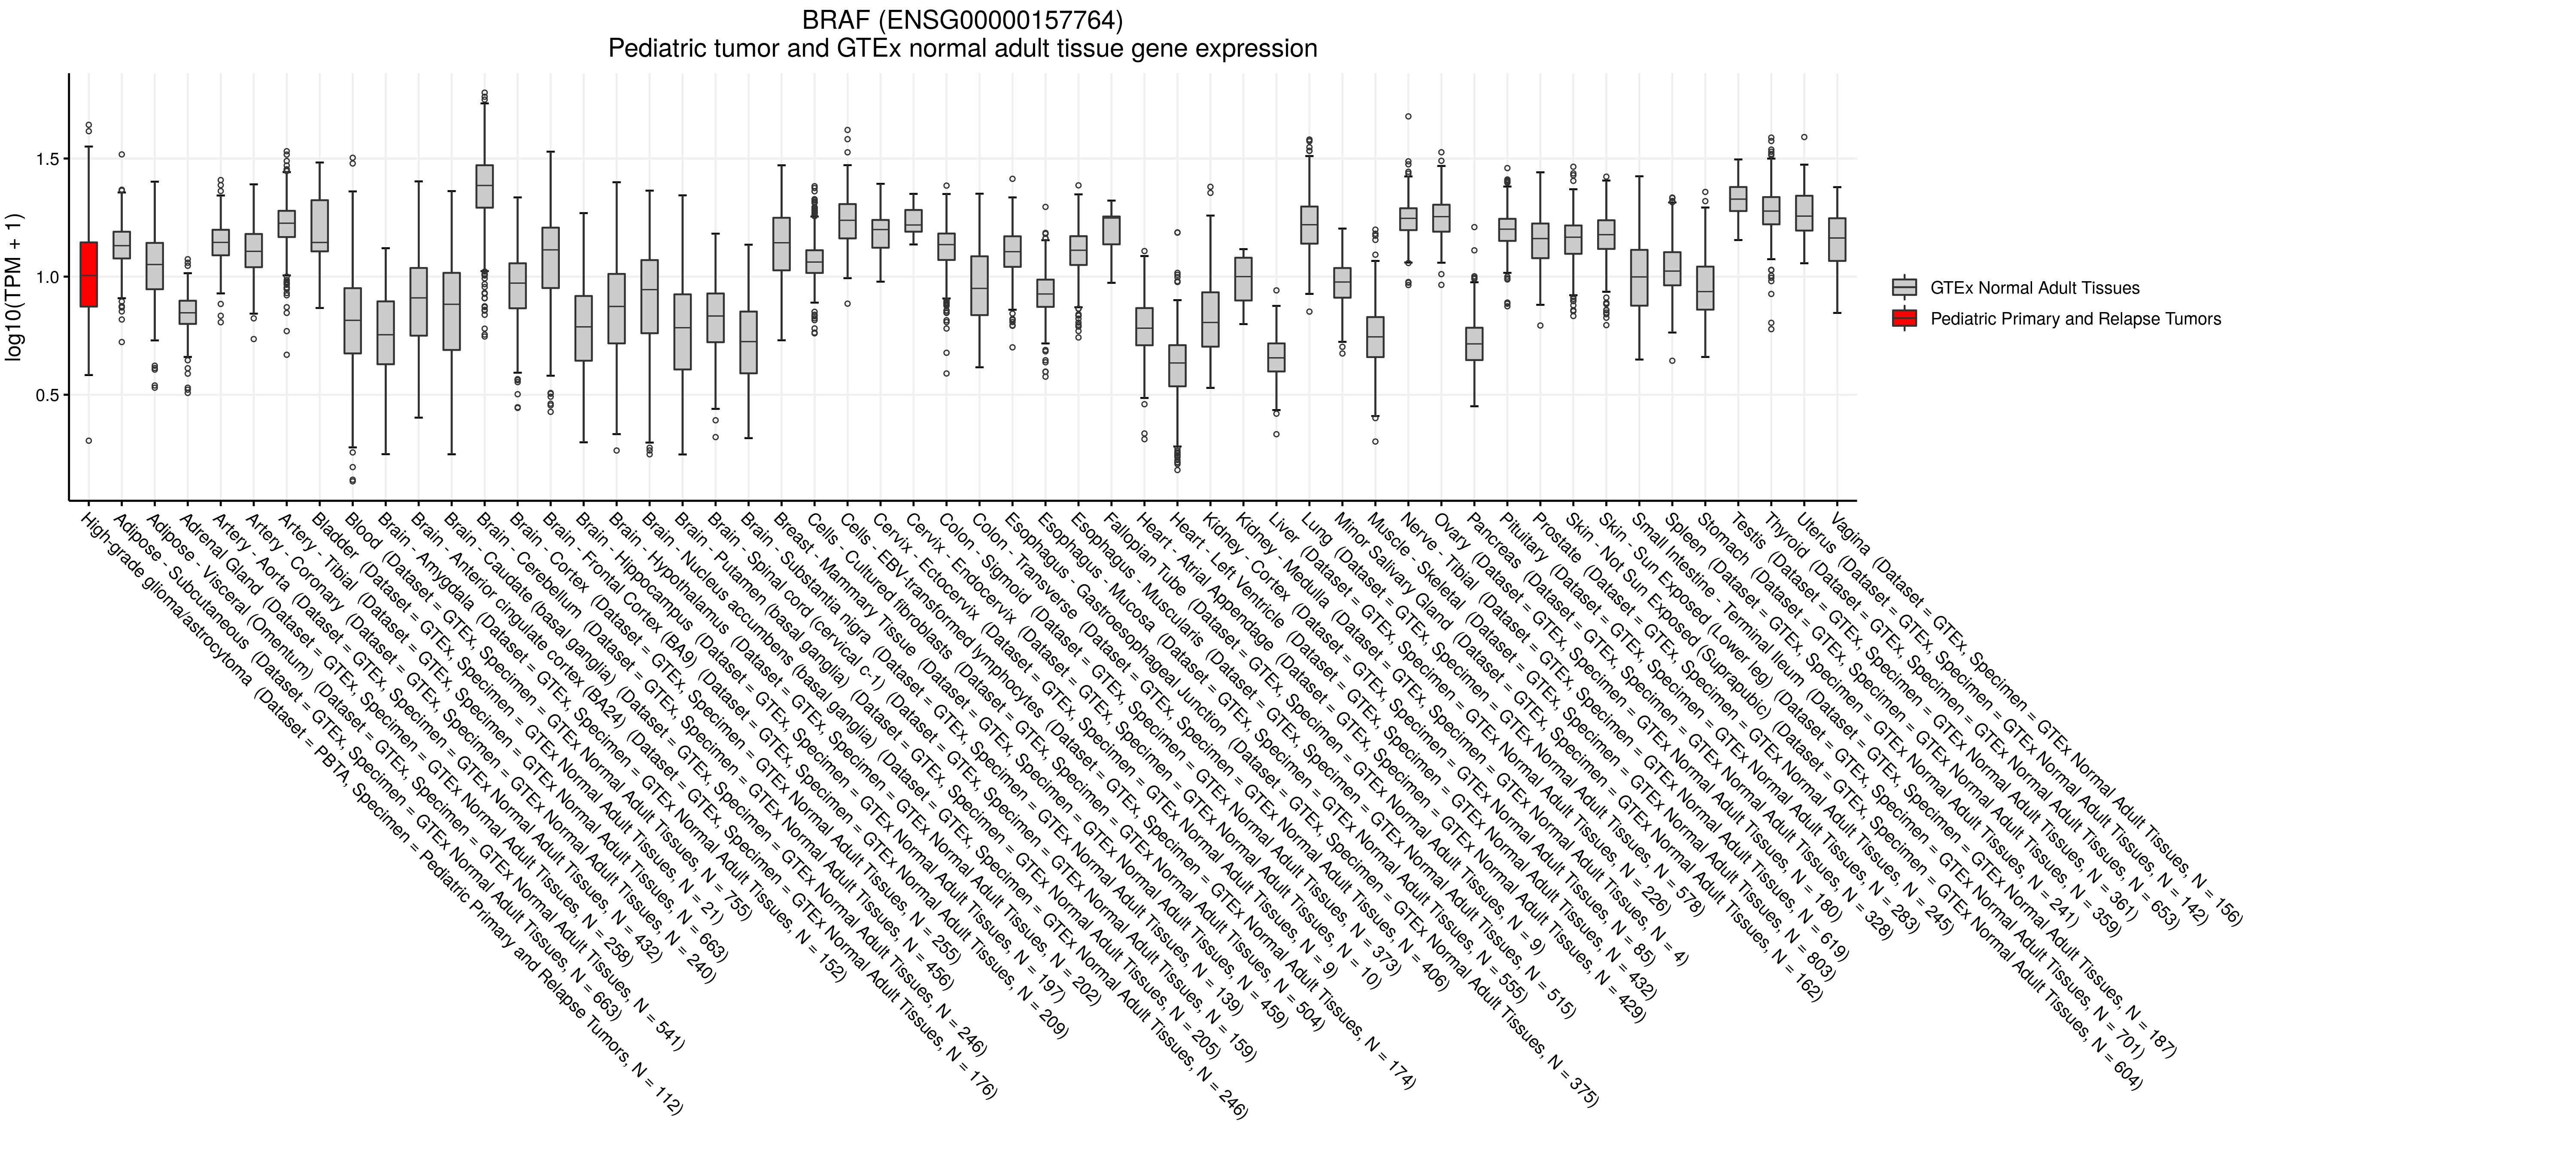 BRAF (ENSG00000157764)
Pediatric tumor and GTEx normal adult tissue gene expression
log10(TPM + 1)
1.5
1.0
0.5
High-grade glioma/astrocytoma (Dataset = PBTA, Specimen = Pediatric Primary and Relapse Tumors, N = 112)
Adipose - Subcutaneous (Dataset = GTEx, Specimen = GTEx Normal Adult Tissues, N = 663)
Adipose - Visceral (Omentum) (Dataset = GTEx, Specimen = GTEx Normal Adult Tissues, N = 541)
Adrenal Gland (Dataset = GTEx, Specimen = GTEx Normal Adult Tissues, N = 258)
Artery - Aorta (Dataset = GTEx, Specimen = GTEx Normal Adult Tissues, N = 432)
Artery - Coronary (Dataset = GTEx, Specimen = GTEx Normal Adult Tissues, N = 240)
Artery - Tibial (Dataset = GTEx, Specimen = GTEx Normal Adult Tissues, N = 663)
Bladder (Dataset = GTEx, Specimen = GTEx Normal Adult Tissues, N = 21)
Blood (Dataset = GTEx, Specimen = GTEx Normal Adult Tissues, N = 755)
Brain - Amygdala (Dataset = GTEx, Specimen = GTEx Normal Adult Tissues, N = 152)
Brain - Anterior cingulate cortex (BA24) (Dataset = GTEx, Specimen = GTEx Normal Adult Tissues, N = 176)
Brain - Caudate (basal ganglia) (Dataset = GTEx, Specimen = GTEx Normal Adult Tissues, N = 246)
Brain - Cerebellum (Dataset = GTEx, Specimen = GTEx Normal Adult Tissues, N = 456)
Brain - Cortex (Dataset = GTEx, Specimen = GTEx Normal Adult Tissues, N = 255)
Brain - Frontal Cortex (BA9) (Dataset = GTEx, Specimen = GTEx Normal Adult Tissues, N = 209)
Brain - Hippocampus (Dataset = GTEx, Specimen = GTEx Normal Adult Tissues, N = 197)
Brain - Hypothalamus (Dataset = GTEx, Specimen = GTEx Normal Adult Tissues, N = 202)
Brain - Nucleus accumbens (basal ganglia) (Dataset = GTEx, Specimen = GTEx Normal Adult Tissues, N = 246)
Brain - Putamen (basal ganglia) (Dataset = GTEx, Specimen = GTEx Normal Adult Tissues, N = 205)
Brain - Spinal cord (cervical c-1) (Dataset = GTEx, Specimen = GTEx Normal Adult Tissues, N = 159)
Brain - Substantia nigra (Dataset = GTEx, Specimen = GTEx Normal Adult Tissues, N = 139)
Breast - Mammary Tissue (Dataset = GTEx, Specimen = GTEx Normal Adult Tissues, N = 459)
Cells - Cultured fibroblasts (Dataset = GTEx, Specimen = GTEx Normal Adult Tissues, N = 504)
Cells - EBV-transformed lymphocytes (Dataset = GTEx, Specimen = GTEx Normal Adult Tissues, N = 174)
Cervix - Ectocervix (Dataset = GTEx, Specimen = GTEx Normal Adult Tissues, N = 9)
Cervix - Endocervix (Dataset = GTEx, Specimen = GTEx Normal Adult Tissues, N = 10)
Colon - Sigmoid (Dataset = GTEx, Specimen = GTEx Normal Adult Tissues, N = 373)
Colon - Transverse (Dataset = GTEx, Specimen = GTEx Normal Adult Tissues, N = 406)
Esophagus - Gastroesophageal Junction (Dataset = GTEx, Specimen = GTEx Normal Adult Tissues, N = 375)
Esophagus - Mucosa (Dataset = GTEx, Specimen = GTEx Normal Adult Tissues, N = 555)
Esophagus - Muscularis (Dataset = GTEx, Specimen = GTEx Normal Adult Tissues, N = 515)
Fallopian Tube (Dataset = GTEx, Specimen = GTEx Normal Adult Tissues, N = 9)
Heart - Atrial Appendage (Dataset = GTEx, Specimen = GTEx Normal Adult Tissues, N = 429)
Heart - Left Ventricle (Dataset = GTEx, Specimen = GTEx Normal Adult Tissues, N = 432)
Kidney - Cortex (Dataset = GTEx, Specimen = GTEx Normal Adult Tissues, N = 85)
Kidney - Medulla (Dataset = GTEx, Specimen = GTEx Normal Adult Tissues, N = 4)
Liver (Dataset = GTEx, Specimen = GTEx Normal Adult Tissues, N = 226)
Lung (Dataset = GTEx, Specimen = GTEx Normal Adult Tissues, N = 578)
Minor Salivary Gland (Dataset = GTEx, Specimen = GTEx Normal Adult Tissues, N = 162)
Muscle - Skeletal (Dataset = GTEx, Specimen = GTEx Normal Adult Tissues, N = 803)
Nerve - Tibial (Dataset = GTEx, Specimen = GTEx Normal Adult Tissues, N = 619)
Ovary (Dataset = GTEx, Specimen = GTEx Normal Adult Tissues, N = 180)
Pancreas (Dataset = GTEx, Specimen = GTEx Normal Adult Tissues, N = 328)
Pituitary (Dataset = GTEx, Specimen = GTEx Normal Adult Tissues, N = 283)
Prostate (Dataset = GTEx, Specimen = GTEx Normal Adult Tissues, N = 245)
Skin - Not Sun Exposed (Suprapubic) (Dataset = GTEx, Specimen = GTEx Normal Adult Tissues, N = 604)
Skin - Sun Exposed (Lower leg) (Dataset = GTEx, Specimen = GTEx Normal Adult Tissues, N = 701)
Small Intestine - Terminal Ileum (Dataset = GTEx, Specimen = GTEx Normal Adult Tissues, N = 187)
Spleen (Dataset = GTEx, Specimen = GTEx Normal Adult Tissues, N = 241)
Stomach (Dataset = GTEx, Specimen = GTEx Normal Adult Tissues, N = 359)
Testis (Dataset = GTEx, Specimen = GTEx Normal Adult Tissues, N = 361)
Thyroid (Dataset = GTEx, Specimen = GTEx Normal Adult Tissues, N = 653)
Uterus (Dataset = GTEx, Specimen = GTEx Normal Adult Tissues, N = 142)
Vagina (Dataset = GTEx, Specimen = GTEx Normal Adult Tissues, N = 156)
GTEx Normal Adult Tissues
Pediatric Primary and Relapse Tumors